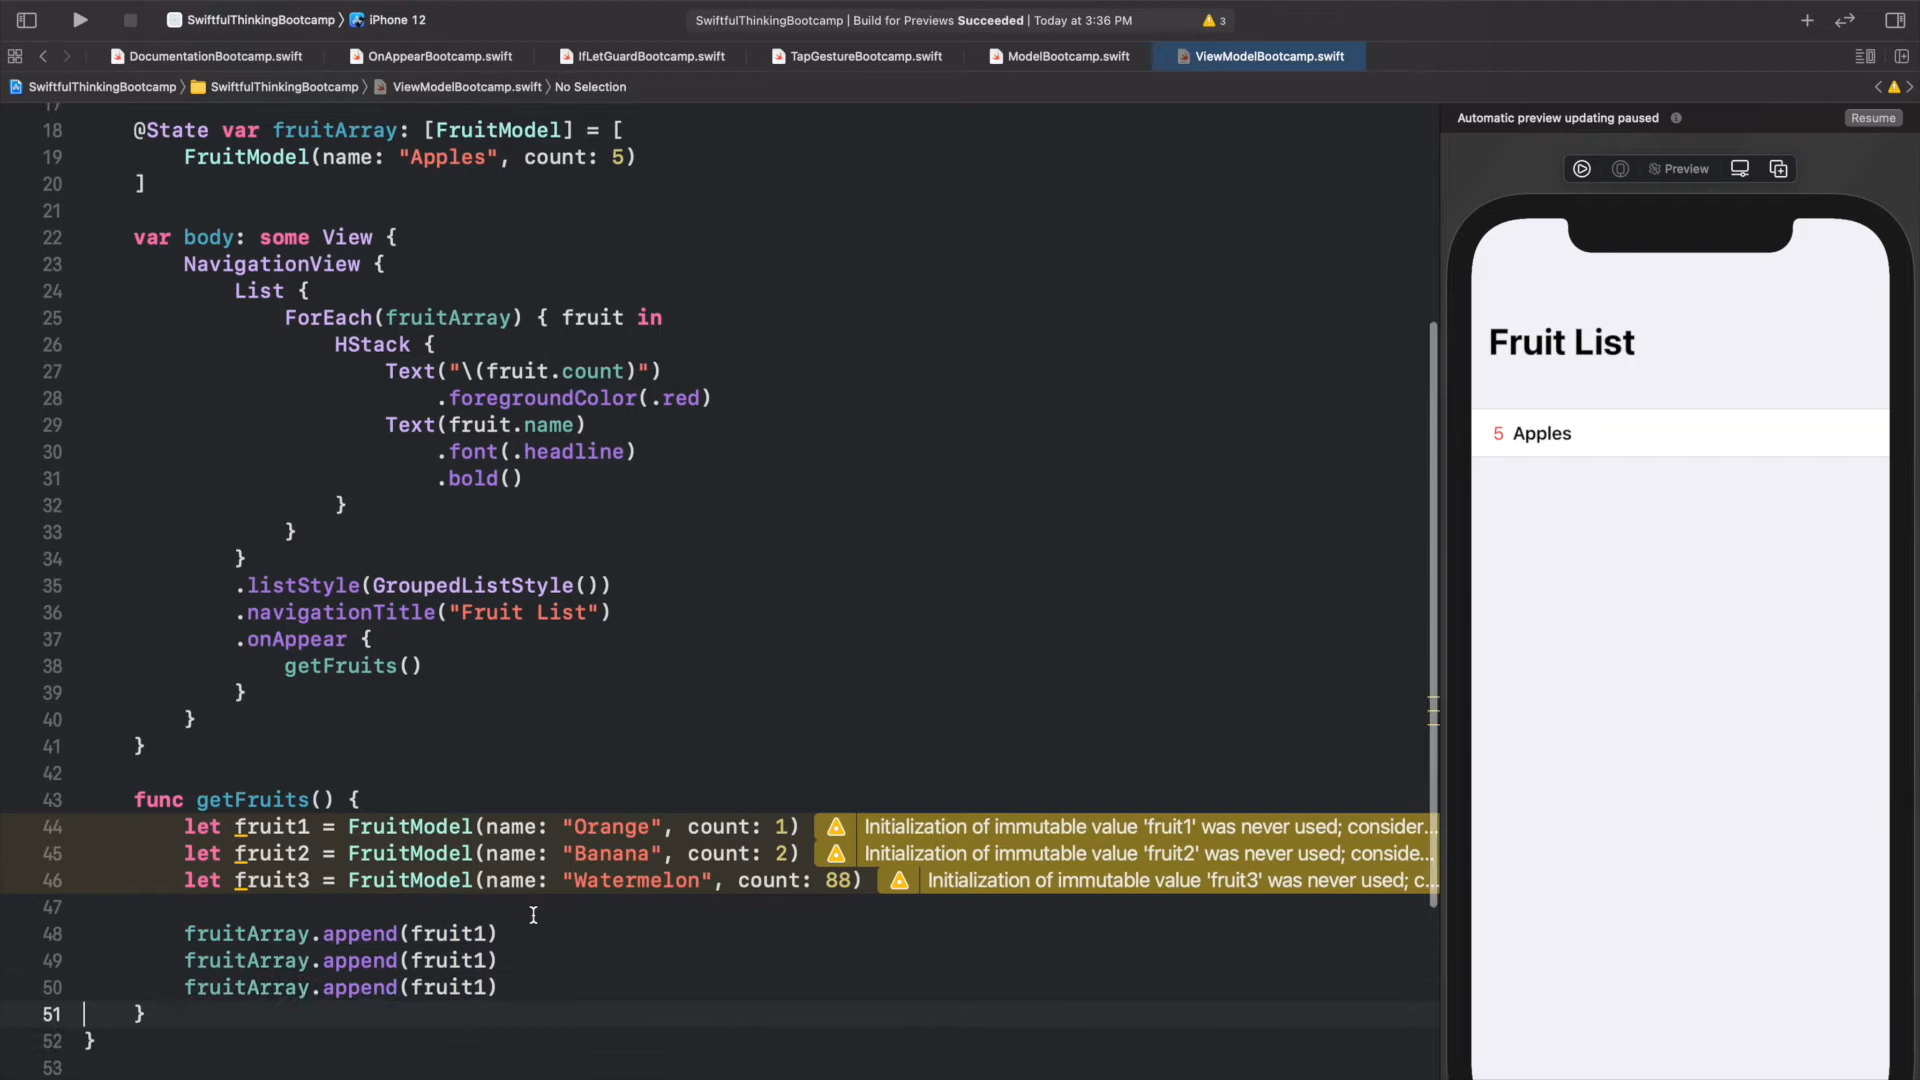 SwiftfulThinkingBootcamp iPhone 12
SwiftfulThinkingBootcamp | Build for Previews Succeeded | Today at 3:36 PM
3
DocumentationBootcamp.swift
OnAppearBootcamp.swift
IfLetGuardBootcamp.swift
TapGestureBootcamp.swift
ModelBootcamp.swift
ViewModelBootcamp.swift
SwiftfulThinkingBootcamp SwiftfulThinkingBootcamp ViewModelBootcamp.swift No Selection
18 @State var fruitArray: [FruitModel] = [
19 FruitModel(name: "Apples", count: 5)
20 ]
21
22 var body: some View {
23 NavigationView {
24 List {
25 ForEach(fruitArray) { fruit in
26 HStack {
27 Text("\(fruit.count)")
28 .foregroundColor(.red)
29 Text(fruit.name)
30 .font(.headline)
31 .bold()
32 }
33 }
34 }
35 .listStyle(GroupedListStyle())
36 .navigationTitle("Fruit List")
37 .onAppear {
38 getFruits()
39 }
40 }
41 }
42
43 func getFruits() {
44 let fruit1 = FruitModel(name: "Orange", count: 1) Initialization of immutable value 'fruit1' was never used; consider...
45 let fruit2 = FruitModel(name: "Banana", count: 2) Initialization of immutable value 'fruit2' was never used; conside...
46 let fruit3 = FruitModel(name: "Watermelon", count: 88) Initialization of immutable value 'fruit3' was never used; c...
47
48 fruitArray.append(fruit1)
49 fruitArray.append(fruit1)
50 fruitArray.append(fruit1)
51 }
52 }
53
Automatic preview updating paused
Resume
Preview
Fruit List
5 Apples